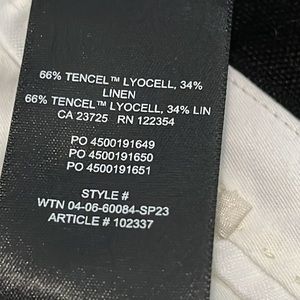 66% TENCEL™ LYOCELL, 34%
LINEN
66% TENCEL™ LYOCELL, 34% LIN
CA 23725 RN 122354
PO 4500191649
PO 4500191650
PO 4500191651
STYLE #
WTN 04-06-60084-SP23
ARTICLE # 102337